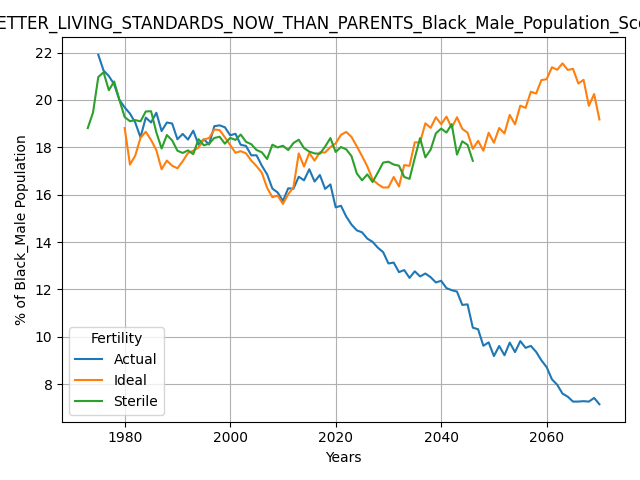 ETTER_LIVING_STANDARDS_NOW_THAN_PARENTS_Black_Male_Population_Sco
22
20
18
16
14
12
10
8
% of Black_Male Population
Fertility
Actual
Ideal
Sterile
1980
2000
2020
2040
2060
Years